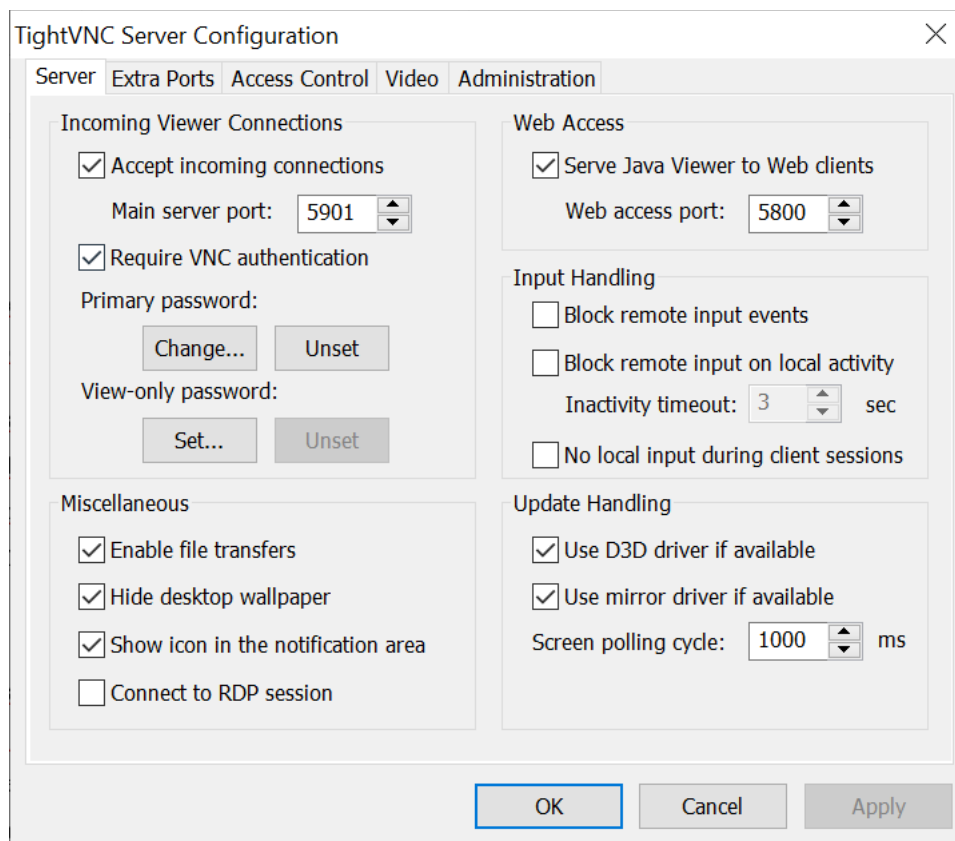 TightVNC Server Configuration
Server Extra Ports Access Control Video Administration
Incoming Viewer Connections
Accept incoming connections
Main server port: 5901
Require VNC authentication
Primary password:
Change... Unset
View-only password:
Set... Unset
Miscellaneous
Enable file transfers
Hide desktop wallpaper
Show icon in the notification area
Connect to RDP session
Web Access
Serve Java Viewer to Web clients
Web access port: 5800
Input Handling
Block remote input events
Block remote input on local activity
Inactivity timeout: 3 sec
No local input during client sessions
Update Handling
Use D3D driver if available
Use mirror driver if available
Screen polling cycle: 1000 ms
OK Cancel Apply